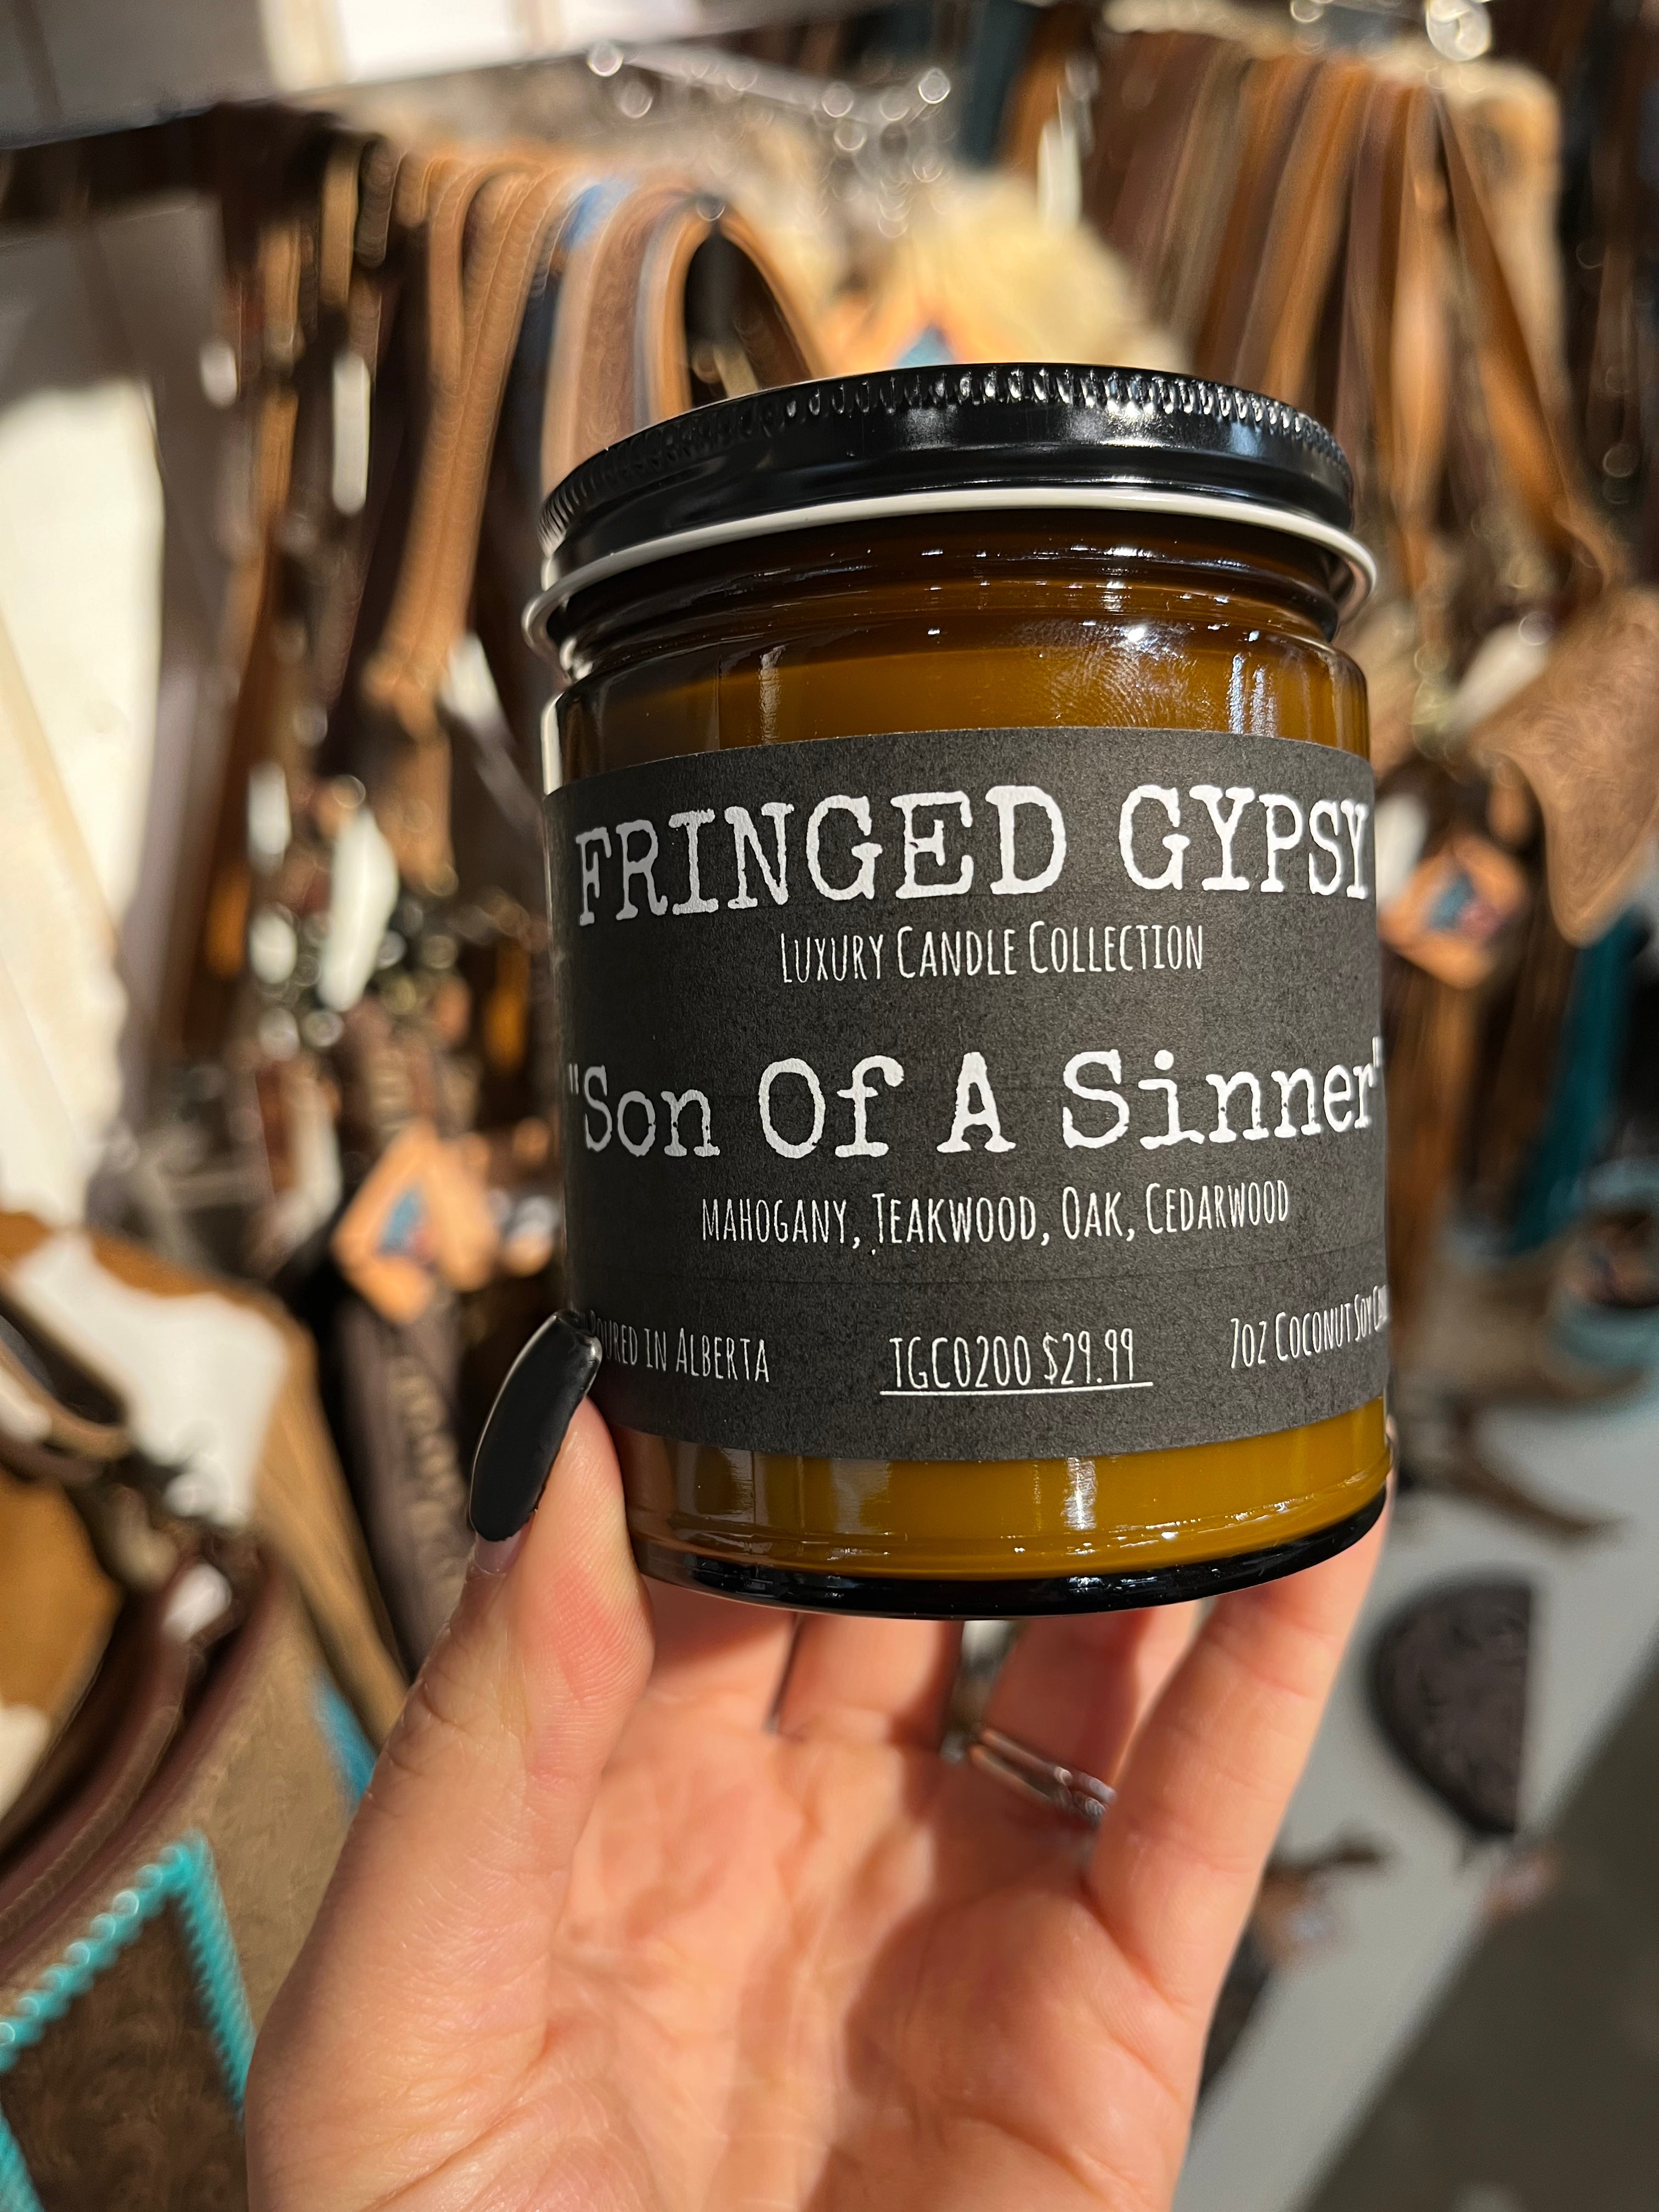 FRINGED GYPSY
LUXURY CANDLE COLLECTION
"Son Of A Sinner"
MAHOGANY, TEAKWOOD, OAK, CEDARWOOD
IN ALBERTA
TGC0200 $29.99
7OZ COCONUT SOY